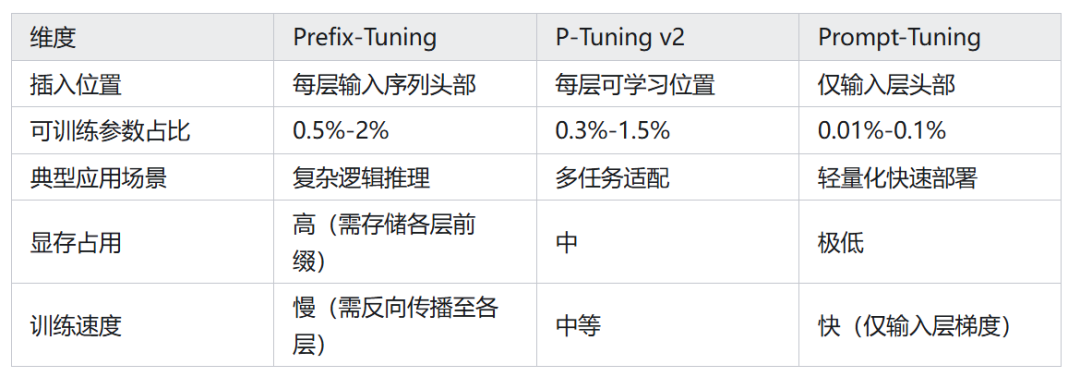 维度 Prefix-Tuning P-Tuning v2 Prompt-Tuning
插入位置 每层输入序列头部 每层可学习位置 仅输入层头部
可训练参数占比 0.5%-2% 0.3%-1.5% 0.01%-0.1%
典型应用场景 复杂逻辑推理 多任务适配 轻量化快速部署
显存占用 高（需存储各层前
缀） 中 极低
训练速度 慢（需反向传播至各
层） 中等 快（仅输入层梯度）